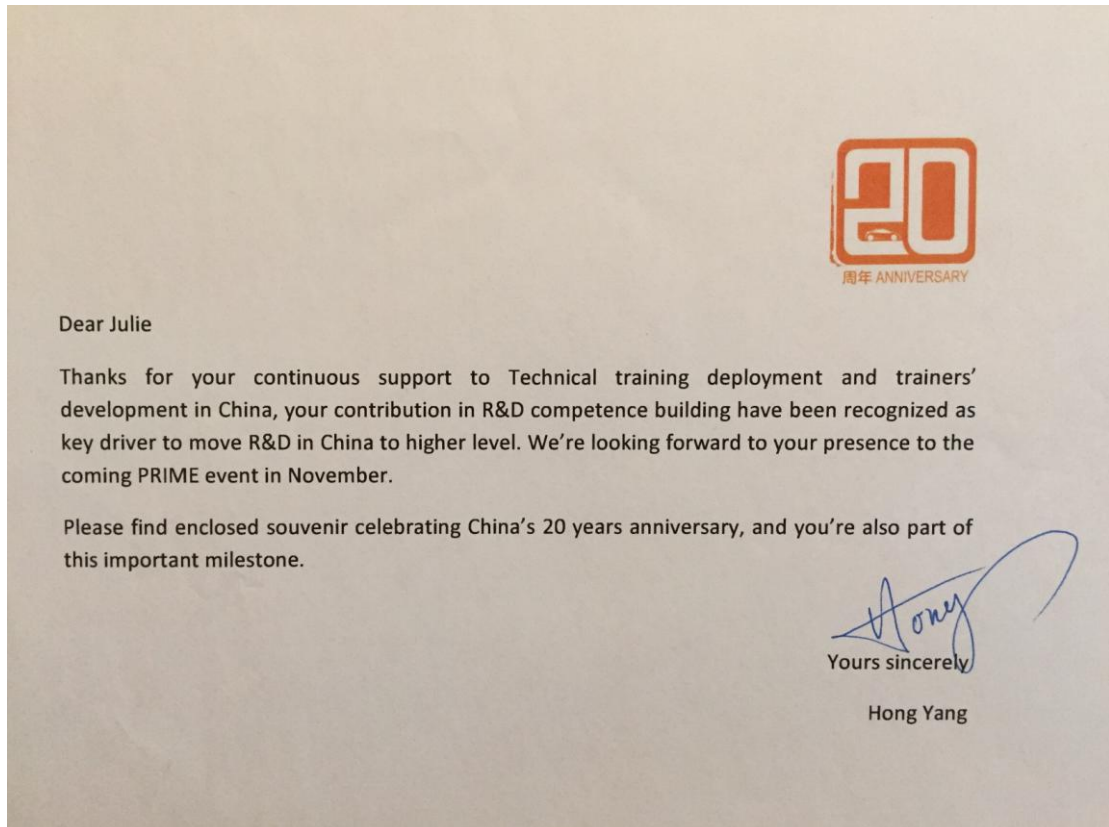 20
周年 ANNIVERSARY
Dear Julie
Thanks for your continuous support to Technical training deployment and trainers’
development in China, your contribution in R&D competence building have been recognized as
key driver to move R&D in China to higher level. We’re looking forward to your presence to the
coming PRIME event in November.
Please find enclosed souvenir celebrating China’s 20 years anniversary, and you’re also part of
this important milestone.
Hong
Yours sincerely
Hong Yang